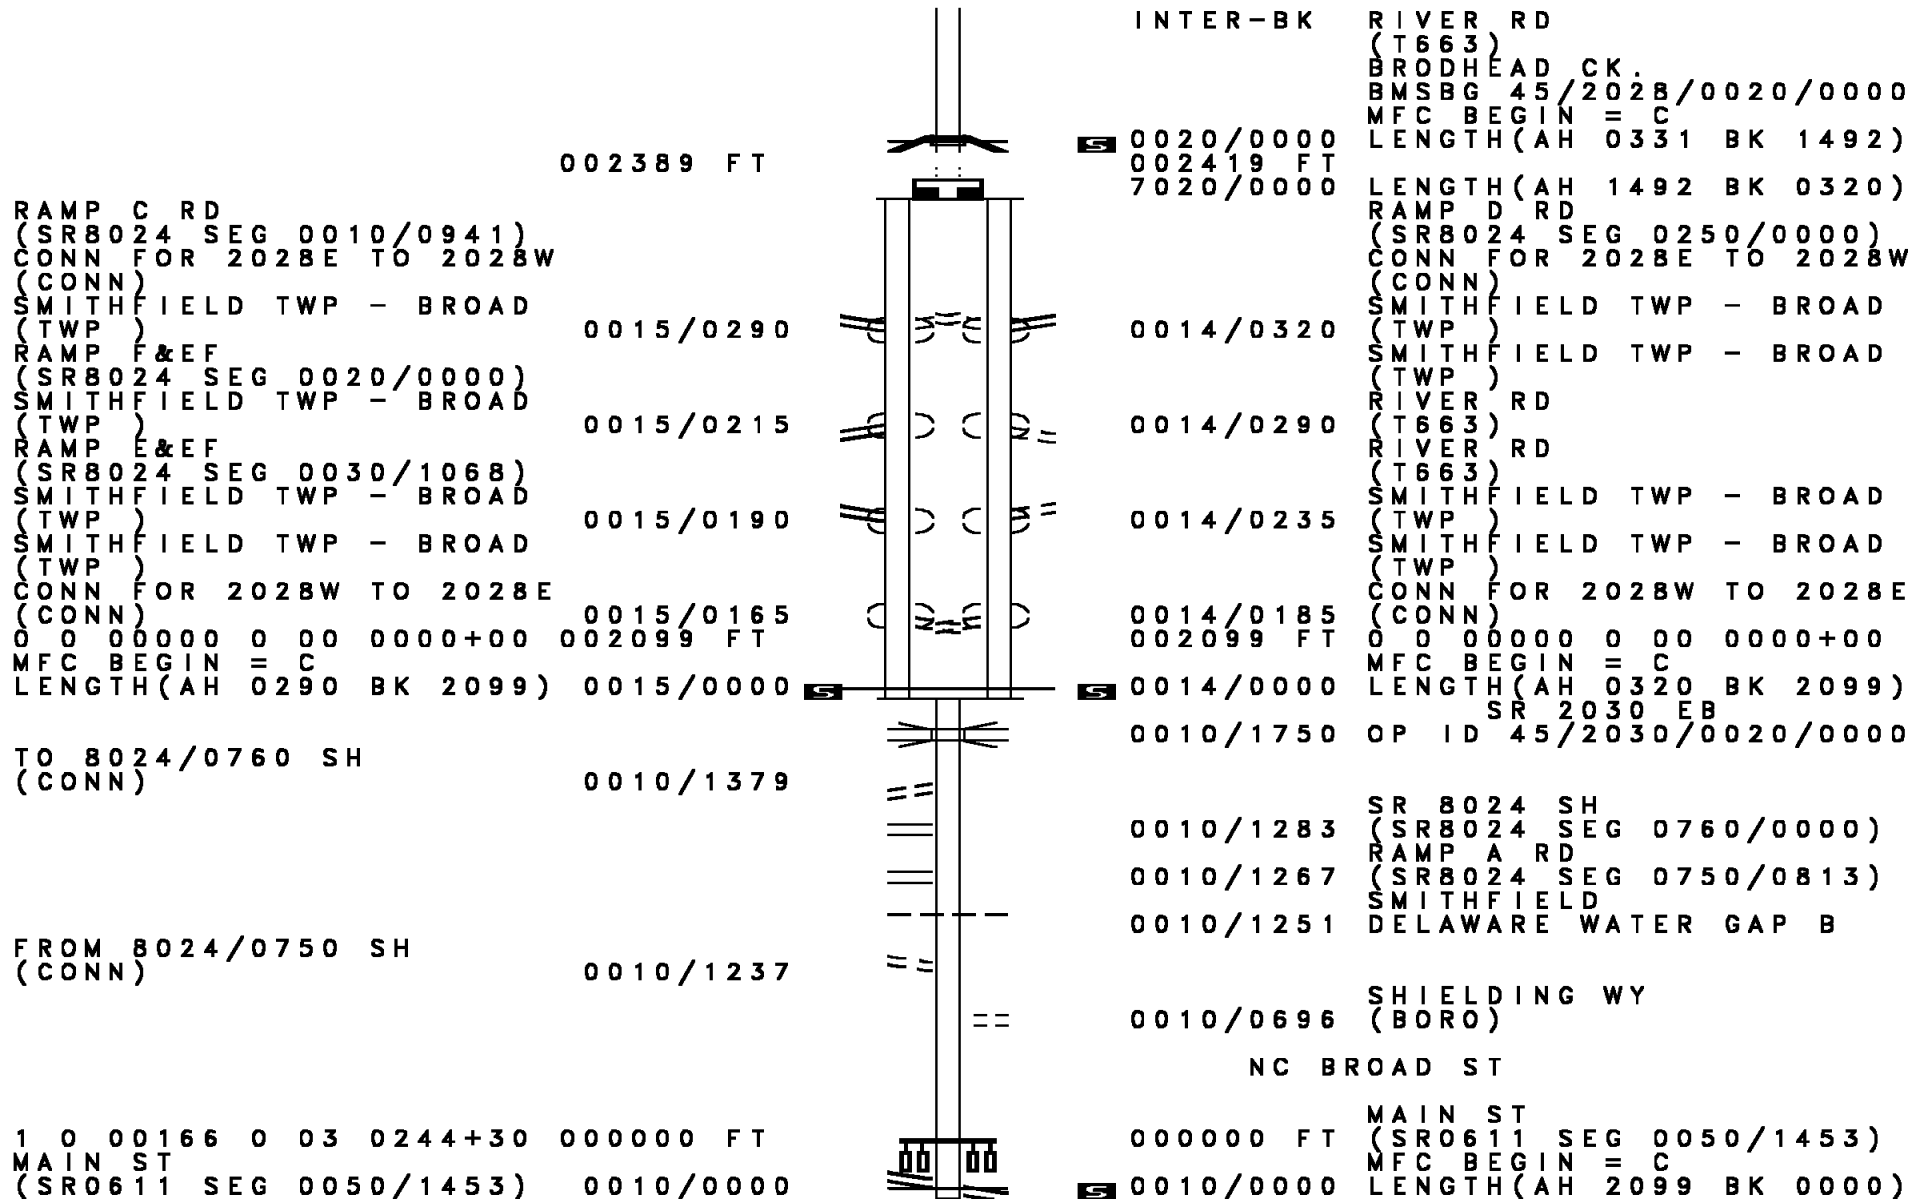 INTER-BK RIVER RD
(T663)
BRODHEAD CK.
BMSBG 45/2028/0020/0000
MFC BEGIN = C
S 0020/0000 LENGTH(AH 0331 BK 1492)
002389 FT 002419 FT
7020/0000 LENGTH(AH 1492 BK 0320)
RAMP C RD RAMP D RD
(SR8024 SEG 0010/0941) (SR8024 SEG 0250/0000)
CONN FOR 2028E TO 2028W CONN FOR 2028E TO 2028W
(CONN) (CONN)
SMITHFIELD TWP - BROAD SMITHFIELD TWP - BROAD
(TWP ) 0015/0290 0014/0320 (TWP )
RAMP F&EF SMITHFIELD TWP - BROAD
(SR8024 SEG 0020/0000) (TWP )
SMITHFIELD TWP - BROAD RIVER RD
(TWP ) 0015/0215 0014/0290 (T663)
RAMP E&EF RIVER RD
(SR8024 SEG 0030/1068) (T663)
SMITHFIELD TWP - BROAD SMITHFIELD TWP - BROAD
(TWP ) 0015/0190 0014/0235 (TWP )
SMITHFIELD TWP - BROAD SMITHFIELD TWP - BROAD
(TWP ) (TWP )
CONN FOR 2028W TO 2028E CONN FOR 2028W TO 2028E
(CONN) 0015/0165 0014/0185 (CONN)
0 0 00000 0 00 0000+00 002099 FT 002099 FT 0 0 00000 0 00 0000+00
MFC BEGIN = C MFC BEGIN = C
LENGTH(AH 0290 BK 2099) 0015/0000 S S 0014/0000 LENGTH(AH 0320 BK 2099)
SR 2030 EB
0010/1750 OP ID 45/2030/0020/0000
TO 8024/0760 SH
(CONN) 0010/1379
SR 8024 SH
0010/1283 (SR8024 SEG 0760/0000)
RAMP A RD
0010/1267 (SR8024 SEG 0750/0813)
SMITHFIELD
0010/1251 DELAWARE WATER GAP B
FROM 8024/0750 SH
(CONN) 0010/1237
SHIELDING WY
0010/0696 (BORO)
NC BROAD ST
MAIN ST
1 0 00166 0 03 0244+30 000000 FT 000000 FT (SR0611 SEG 0050/1453)
MAIN ST MFC BEGIN = C
(SR0611 SEG 0050/1453) 0010/0000 S 0010/0000 LENGTH(AH 2099 BK 0000)